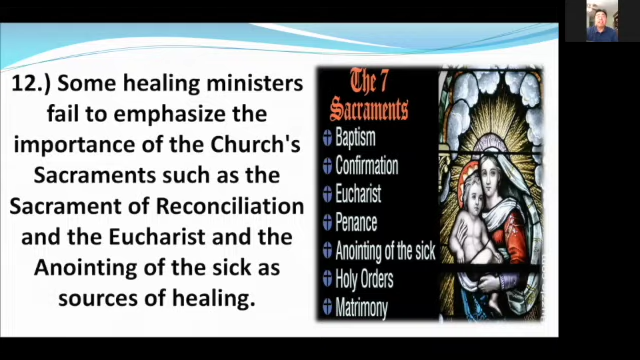 12.) Some healing ministers
fail to emphasize the
importance of the Church's
Sacraments such as the
Sacrament of Reconciliation
and the Eucharist and the
Anointing of the sick as
sources of healing.
The 7
Sacraments
Baptism
Confirmation
Eucharist
Penance
Anointing of the sick
Holy Orders
Matrimony